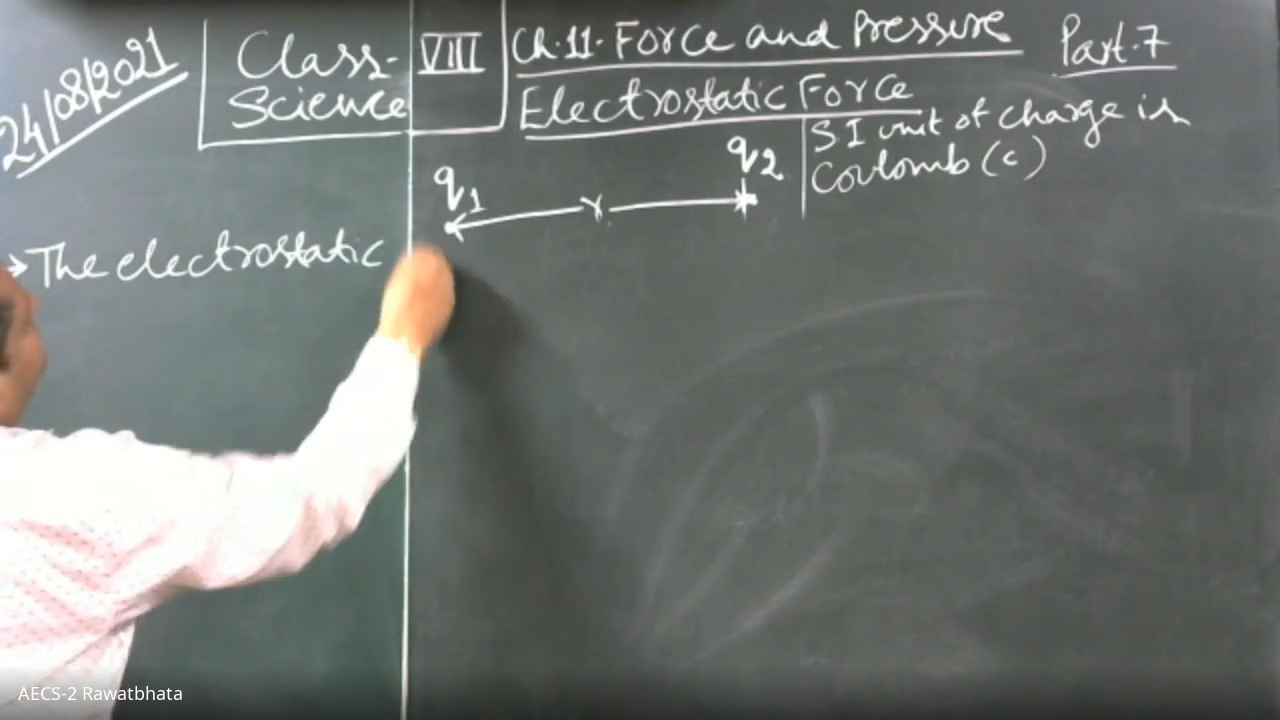 24/08/2021
Class- VIII
Science
Ch.11. Force and Pressure
Part.7
Electrostatic Force
S I unit of charge is
Coulomb (c)
q1
q2
r
→ The electrostatic
AECS-2 Rawatbhata